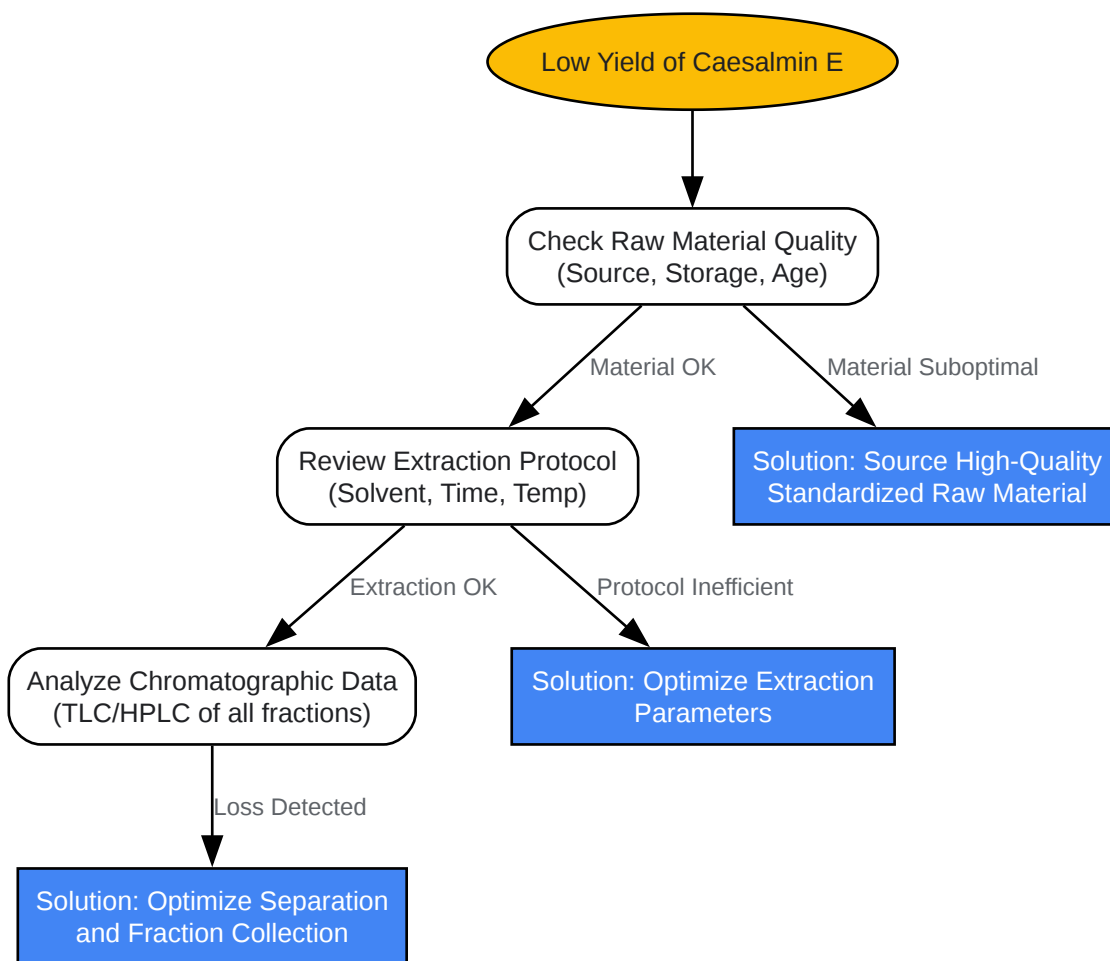 Low Yield of Caesalmin E
Check Raw Material Quality
(Source, Storage, Age)
Material OK
Material Suboptimal
Review Extraction Protocol
(Solvent, Time, Temp)
Solution: Source High-Quality
Standardized Raw Material
Extraction OK
Protocol Inefficient
Analyze Chromatographic Data
(TLC/HPLC of all fractions)
Solution: Optimize Extraction
Parameters
Loss Detected
Solution: Optimize Separation
and Fraction Collection